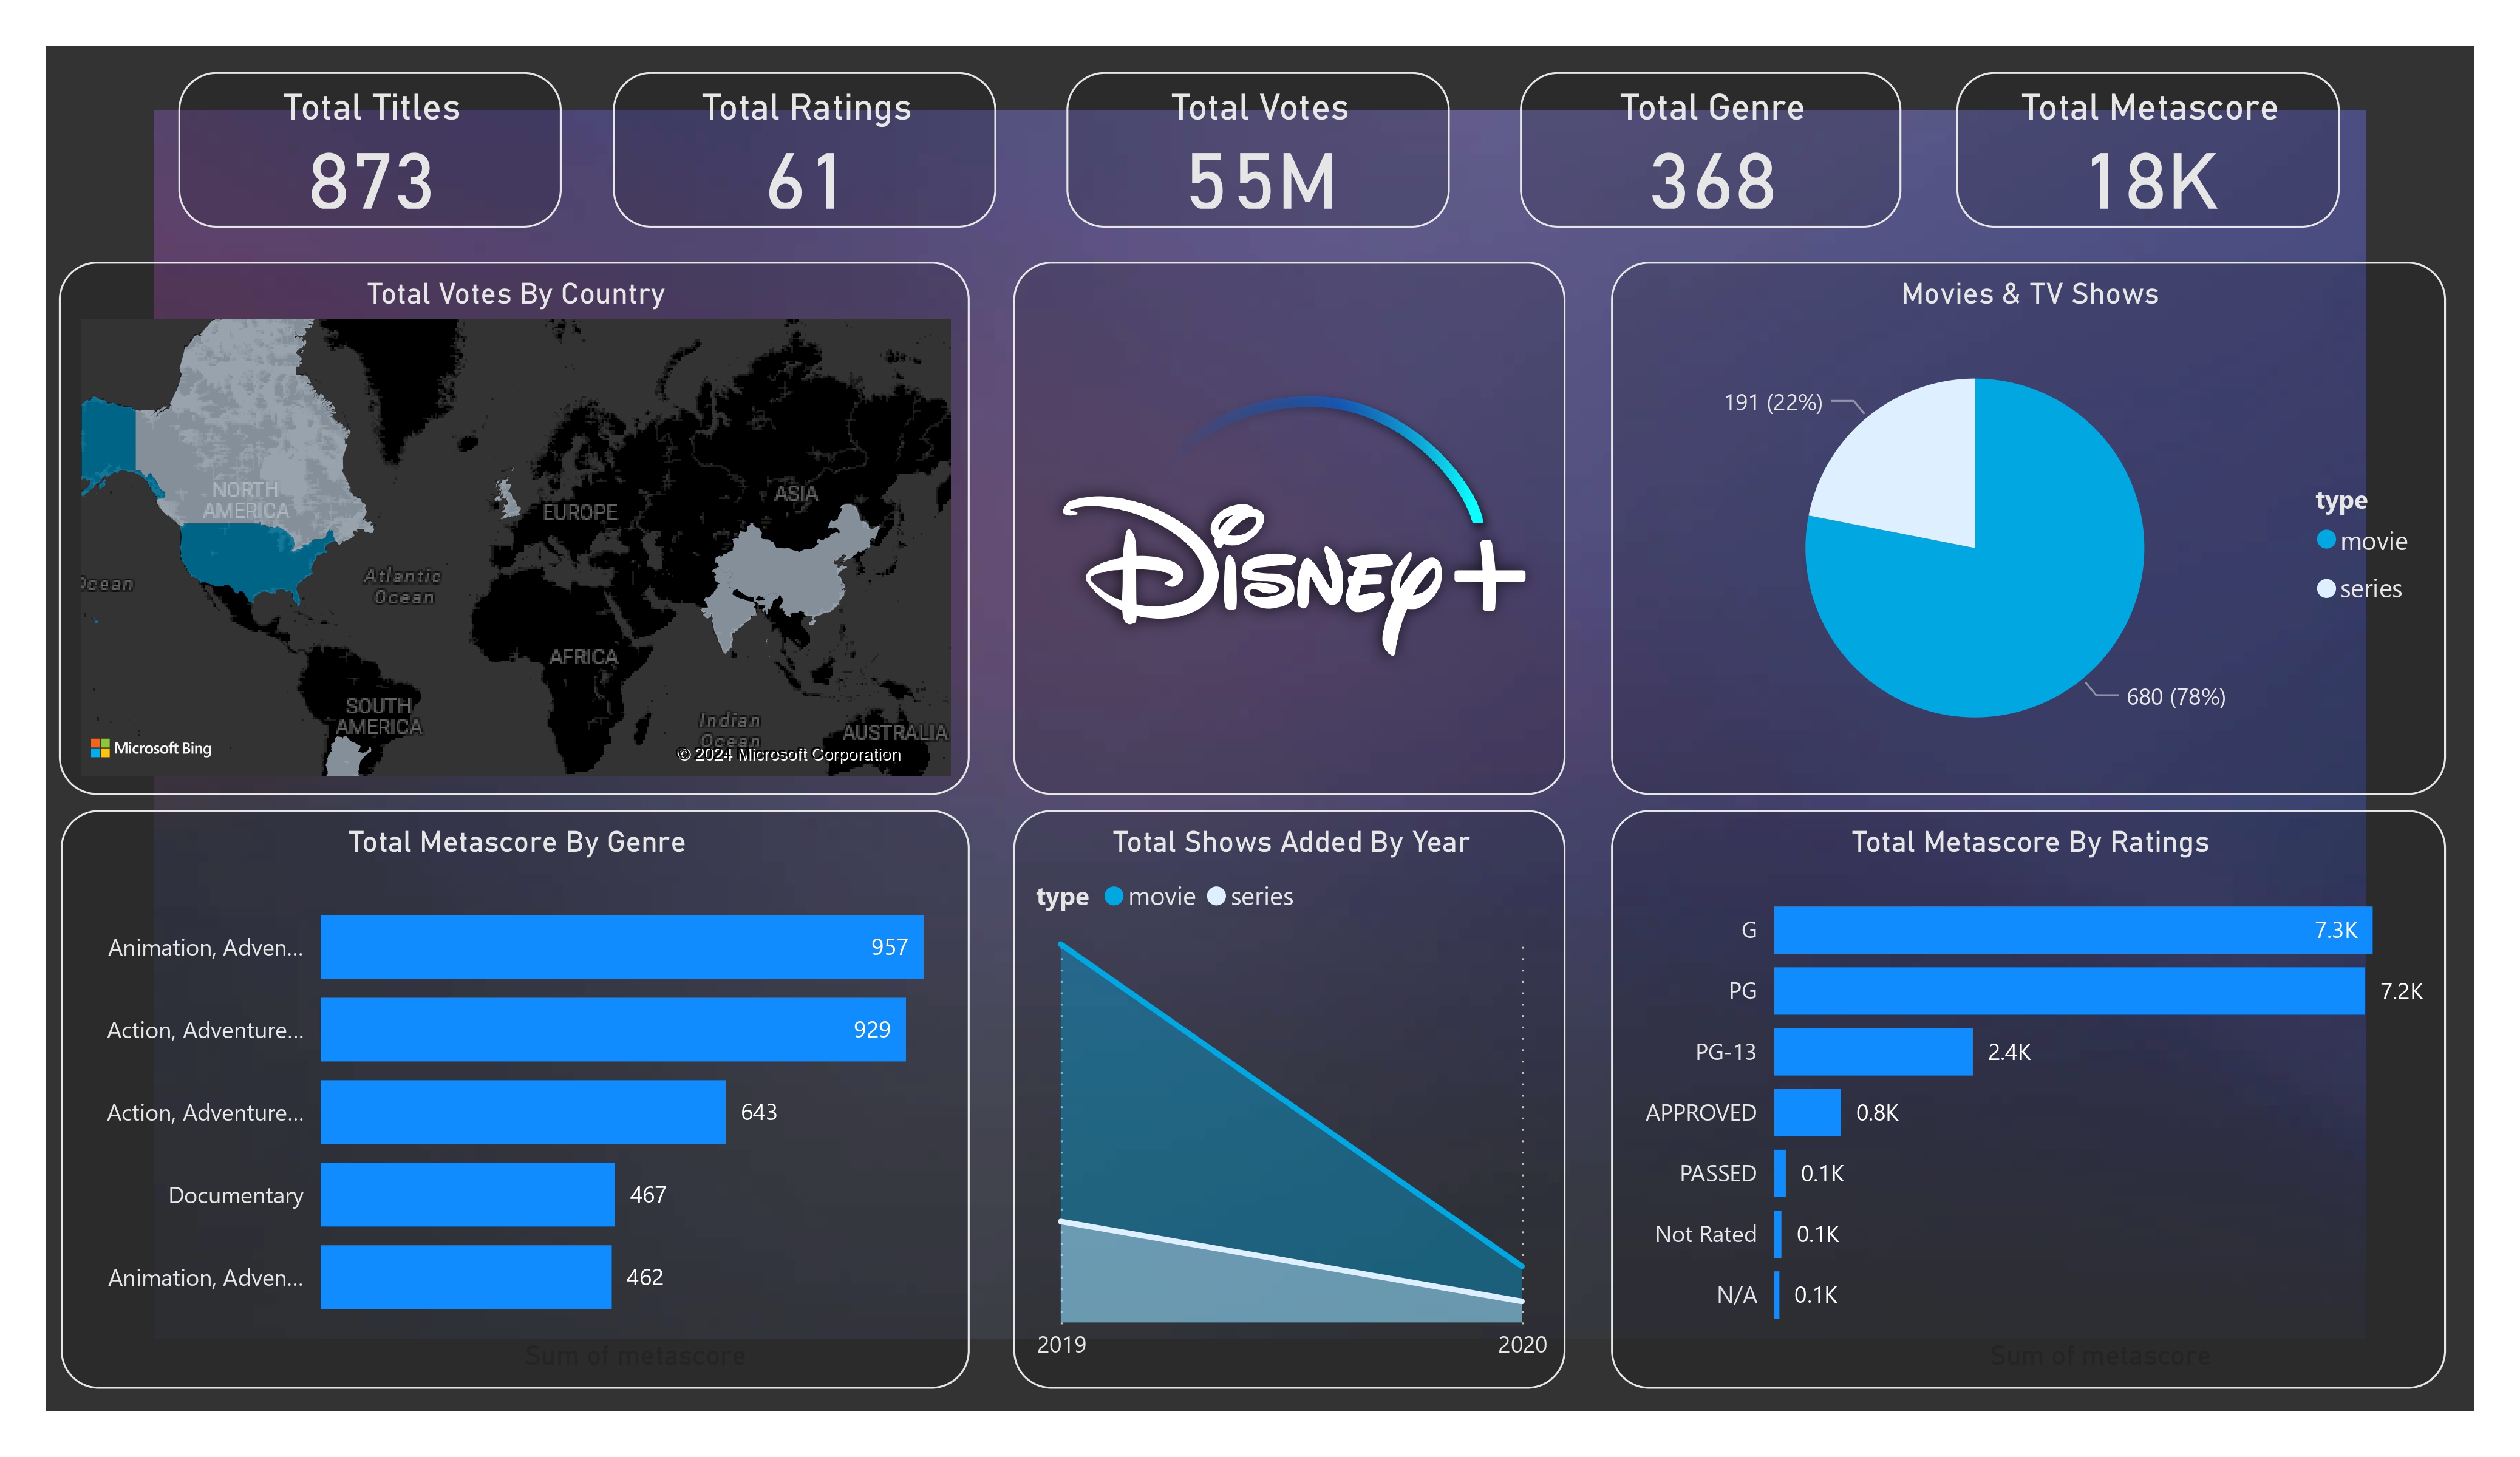 Total Titles
873
Total Ratings
61
Total Votes
55M
Total Genre
368
Total Metascore
18K
Total Votes By Country
NORTH
AMERICA
EUROPE
ASIA
Atlantic
Ocean
Ocean
AFRICA
SOUTH
AMERICA
Indian
Ocean
AUSTRALIA
Microsoft Bing
© 2024 Microsoft Corporation
Disney+
Movies & TV Shows
191 (22%)
680 (78%)
type
movie
series
Total Metascore By Genre
Animation, Adven... 957
Action, Adventure... 929
Action, Adventure... 643
Documentary 467
Animation, Adven... 462
Sum of metascore
Total Shows Added By Year
type movie series
2019 2020
Total Metascore By Ratings
G 7.3K
PG 7.2K
PG-13 2.4K
APPROVED 0.8K
PASSED 0.1K
Not Rated 0.1K
N/A 0.1K
Sum of metascore